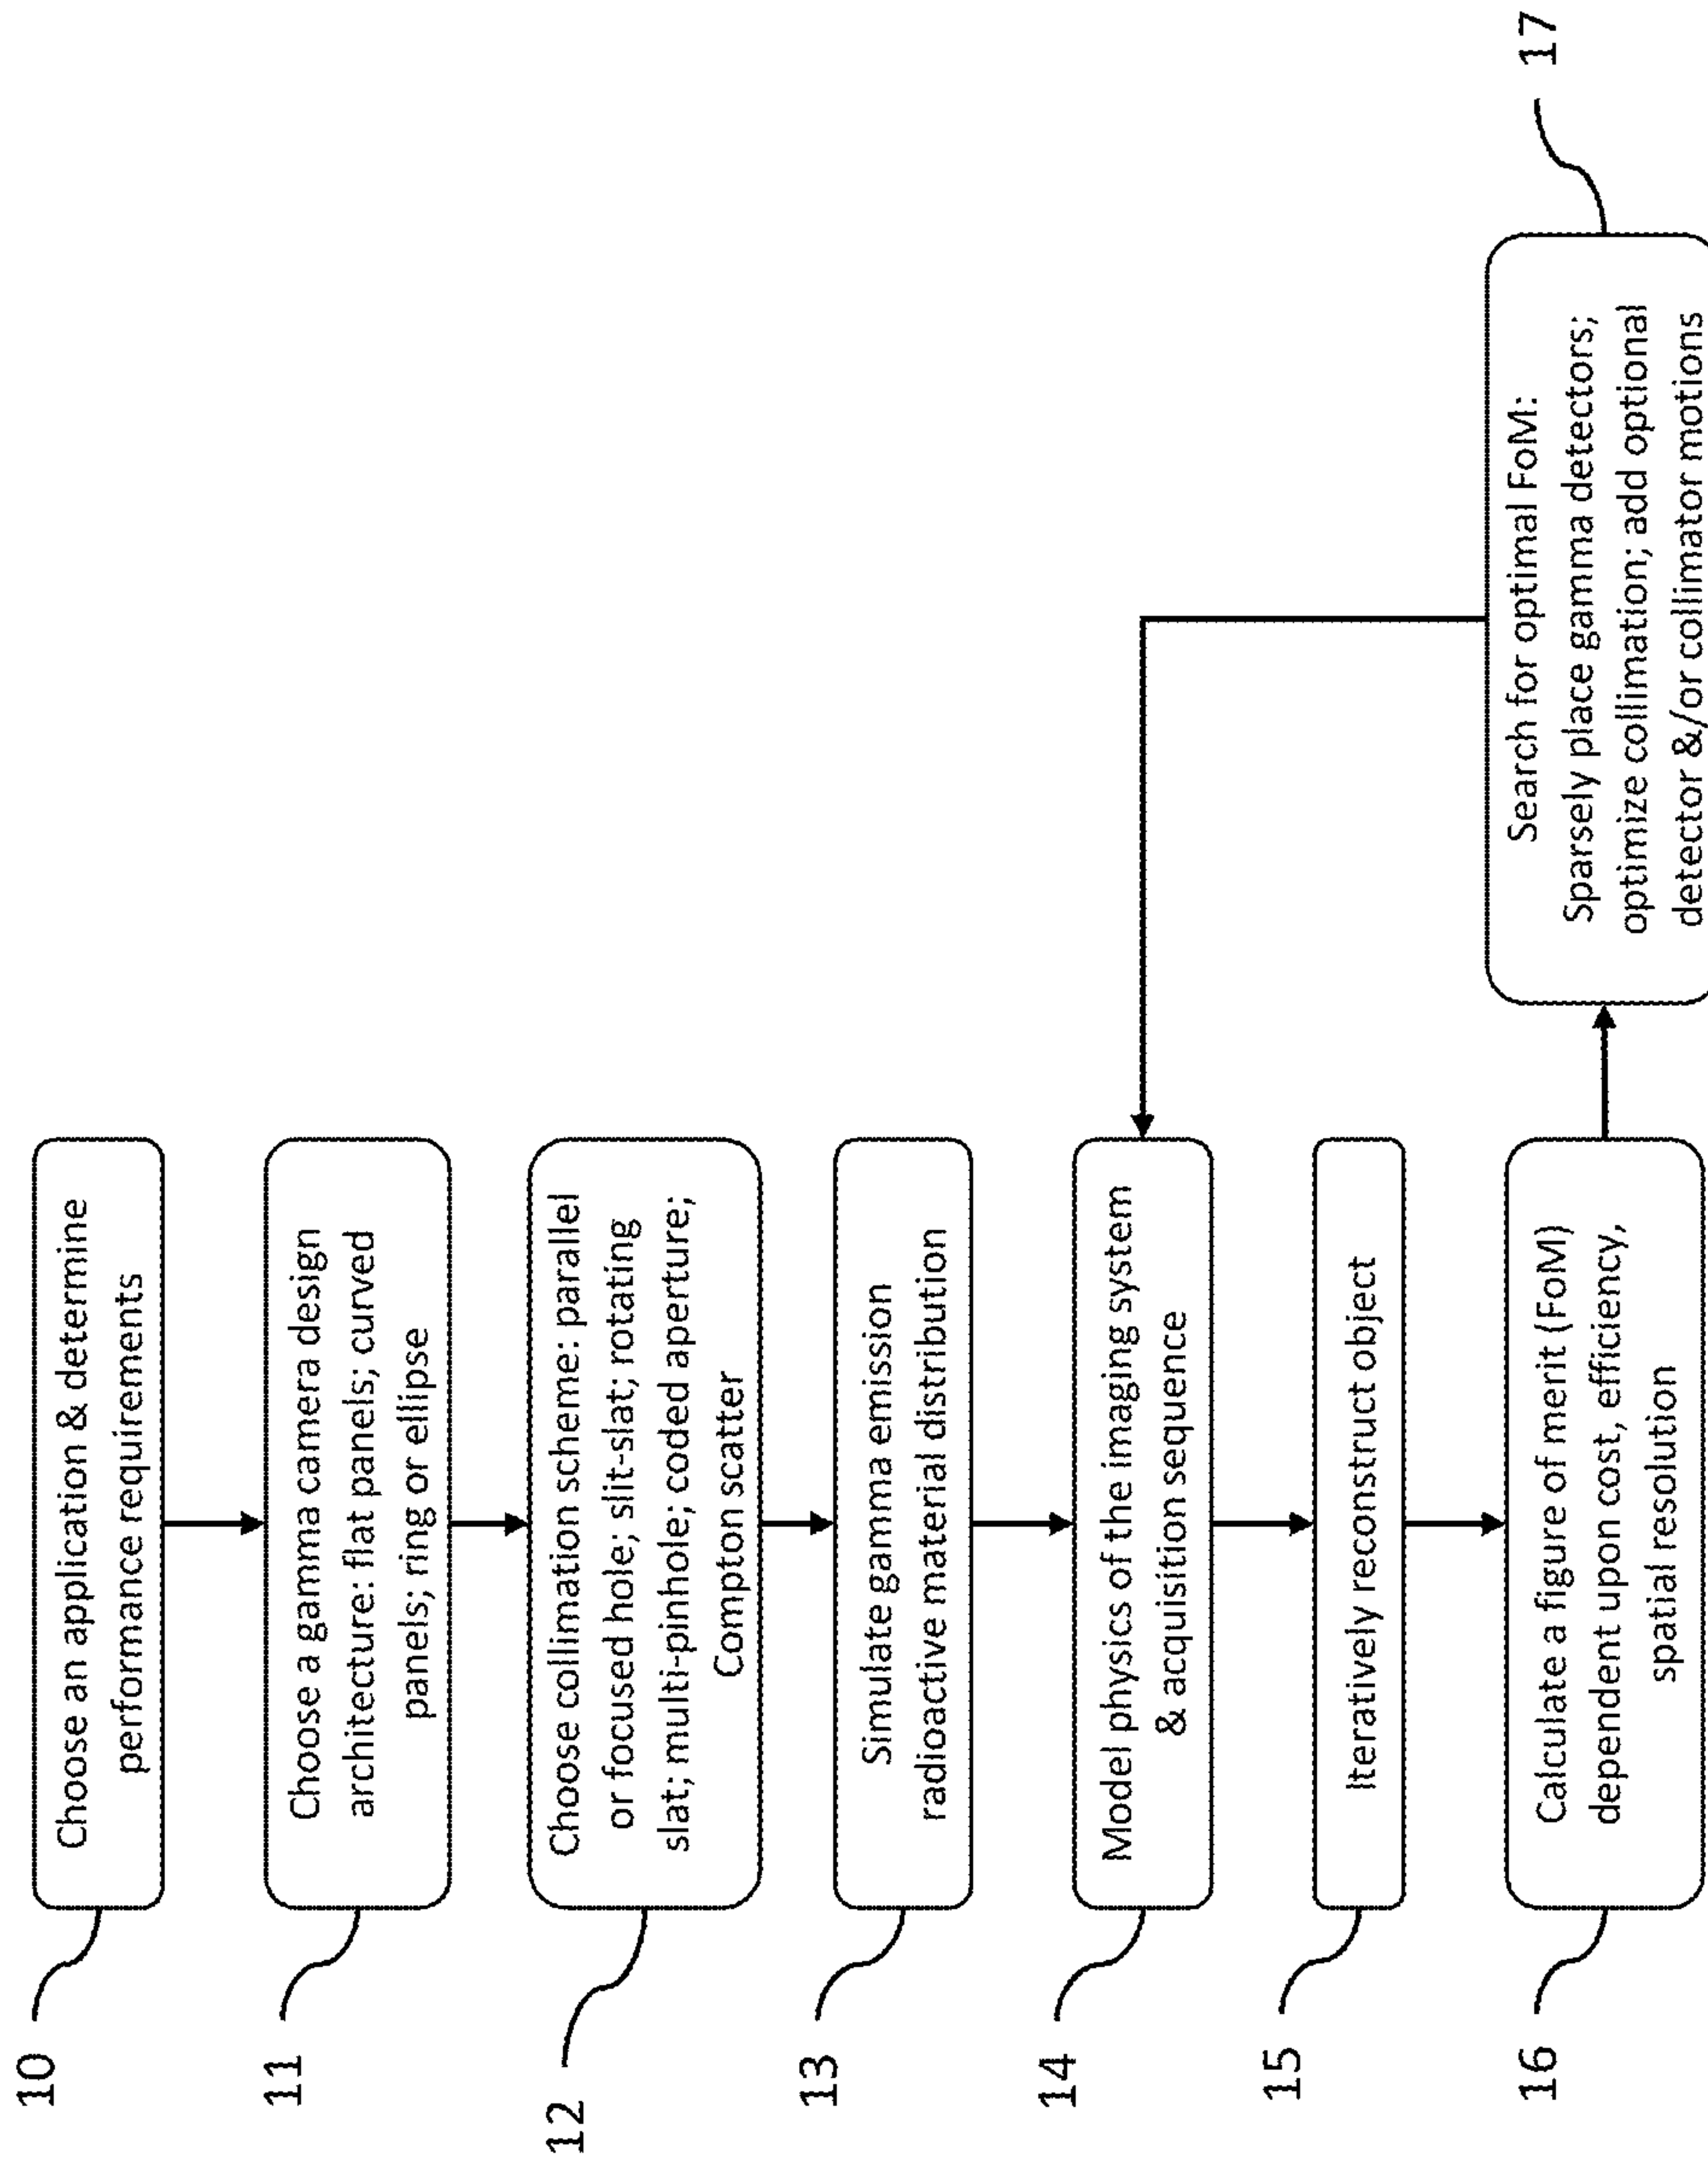 10
Choose an application & determine
performance requirements
11
Choose a gamma camera design
architecture: flat panels; curved
panels; ring or ellipse
12
Choose collimation scheme: parallel
or focused hole; slit-slat; rotating
slat; multi-pinhole; coded aperture;
Compton scatter
13
Simulate gamma emission
radioactive material distribution
14
Model physics of the imaging system
& acquisition sequence
15
Iteratively reconstruct object
16
Calculate a figure of merit (FoM)
dependent upon cost, efficiency,
spatial resolution
17
Search for optimal FoM:
Sparsely place gamma detectors;
optimize collimation; add optional
detector &/or collimator motions